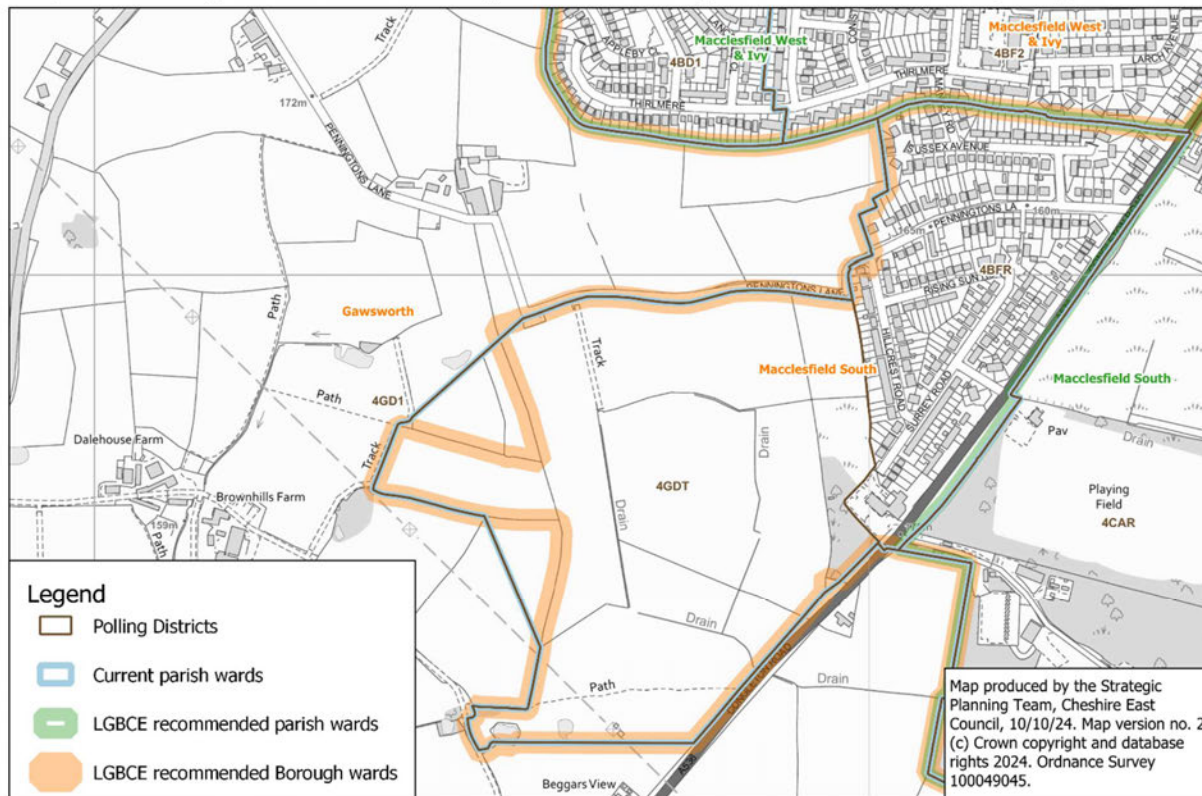 Track
172m
PENNINGTONS LANE
APPLEBY CL
Macclesfield West
& Ivy
4BD1
THIRLMERE
Macclesfield West
& Ivy
4BF2
THIRLMERE
SUSSEX AVENUE
PENNINGTONS LA
160m
165m
4BFR
RISING SUN
PENNINGTONS LANE
Path
Gawsworth
Track
Macclesfield South
HILLCREST ROAD
SURREY ROAD
Macclesfield South
Path
4GD1
Track
Dalehouse Farm
Brownhills Farm
159m
Path
Drain
4GDT
Drain
Pav
Drain
Playing
Field
4CAR
Drain
Drain
Path
CONGLETON ROAD
A536
Beggars View
Legend
Polling Districts
Current parish wards
LGBCE recommended parish wards
LGBCE recommended Borough wards
Map produced by the Strategic
Planning Team, Cheshire East
Council, 10/10/24. Map version no. 2
(c) Crown copyright and database
rights 2024. Ordnance Survey
100049045.